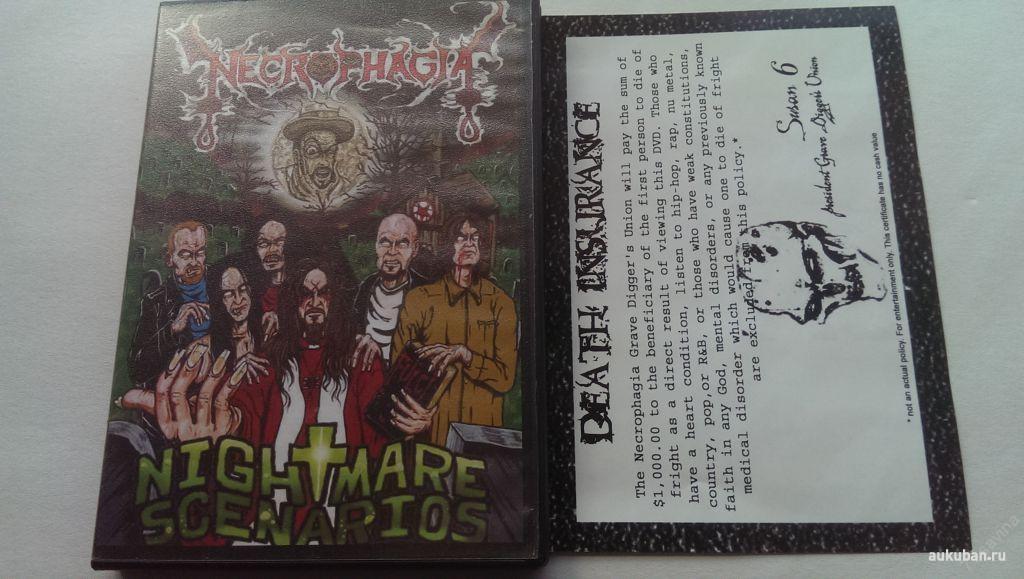 NECROPHAGIA
NIGHTMARE
SCENARIOS
DEATH INSURANCE
The Necrophagia Grave Digger's Union will pay the sum of
$1,000.00 to the beneficiary of the first person to die of
fright as a direct result of viewing this DVD. Those who
have a heart condition, listen to hip-hop, rap, nu metal,
country, pop, or R&B, or those who have weak constitutions,
faith in any God, mental disorders, or any previously known
medical disorder which would cause one to die of fright
are excluded from this policy.*
Susan 6
president Grave Diggers Union
* not an actual policy. For entertainment only. This certificate has no cash value
aukuban.ru